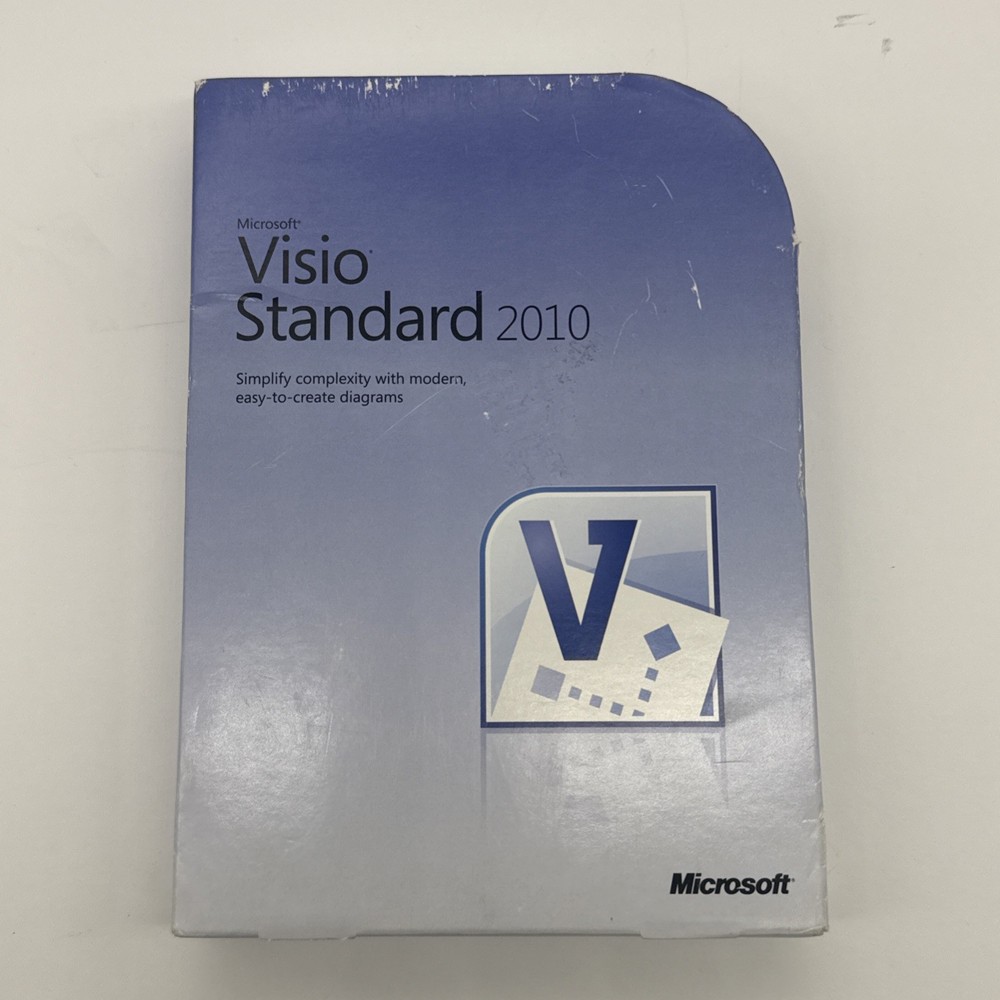 Microsoft®
Visio®
Standard 2010
Simplify complexity with modern,
easy-to-create diagrams
V
Microsoft®